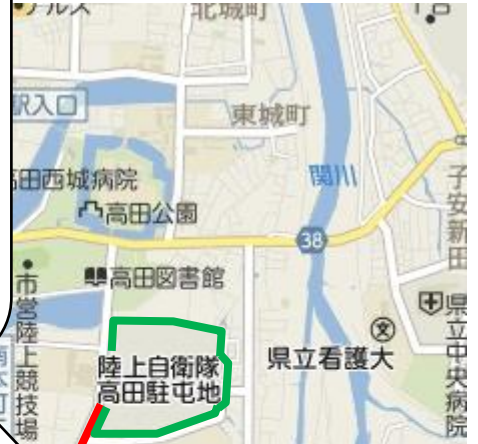 北城町
駅入口
東城町
高田西城病院
関川
高田公園
子安新田
38
高田図書館
市営陸上競技場
県立中央病院
陸上自衛隊
高田駐屯地
県立看護大
文